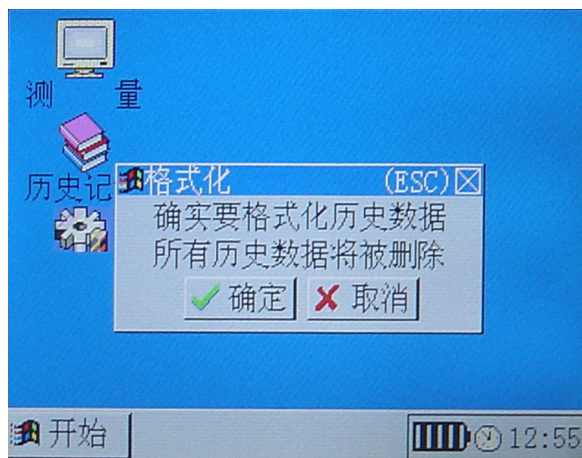 测 量
历史记
格式化 (ESC)
确实要格式化历史数据
所有历史数据将被删除
确定 取消
开始 12:55